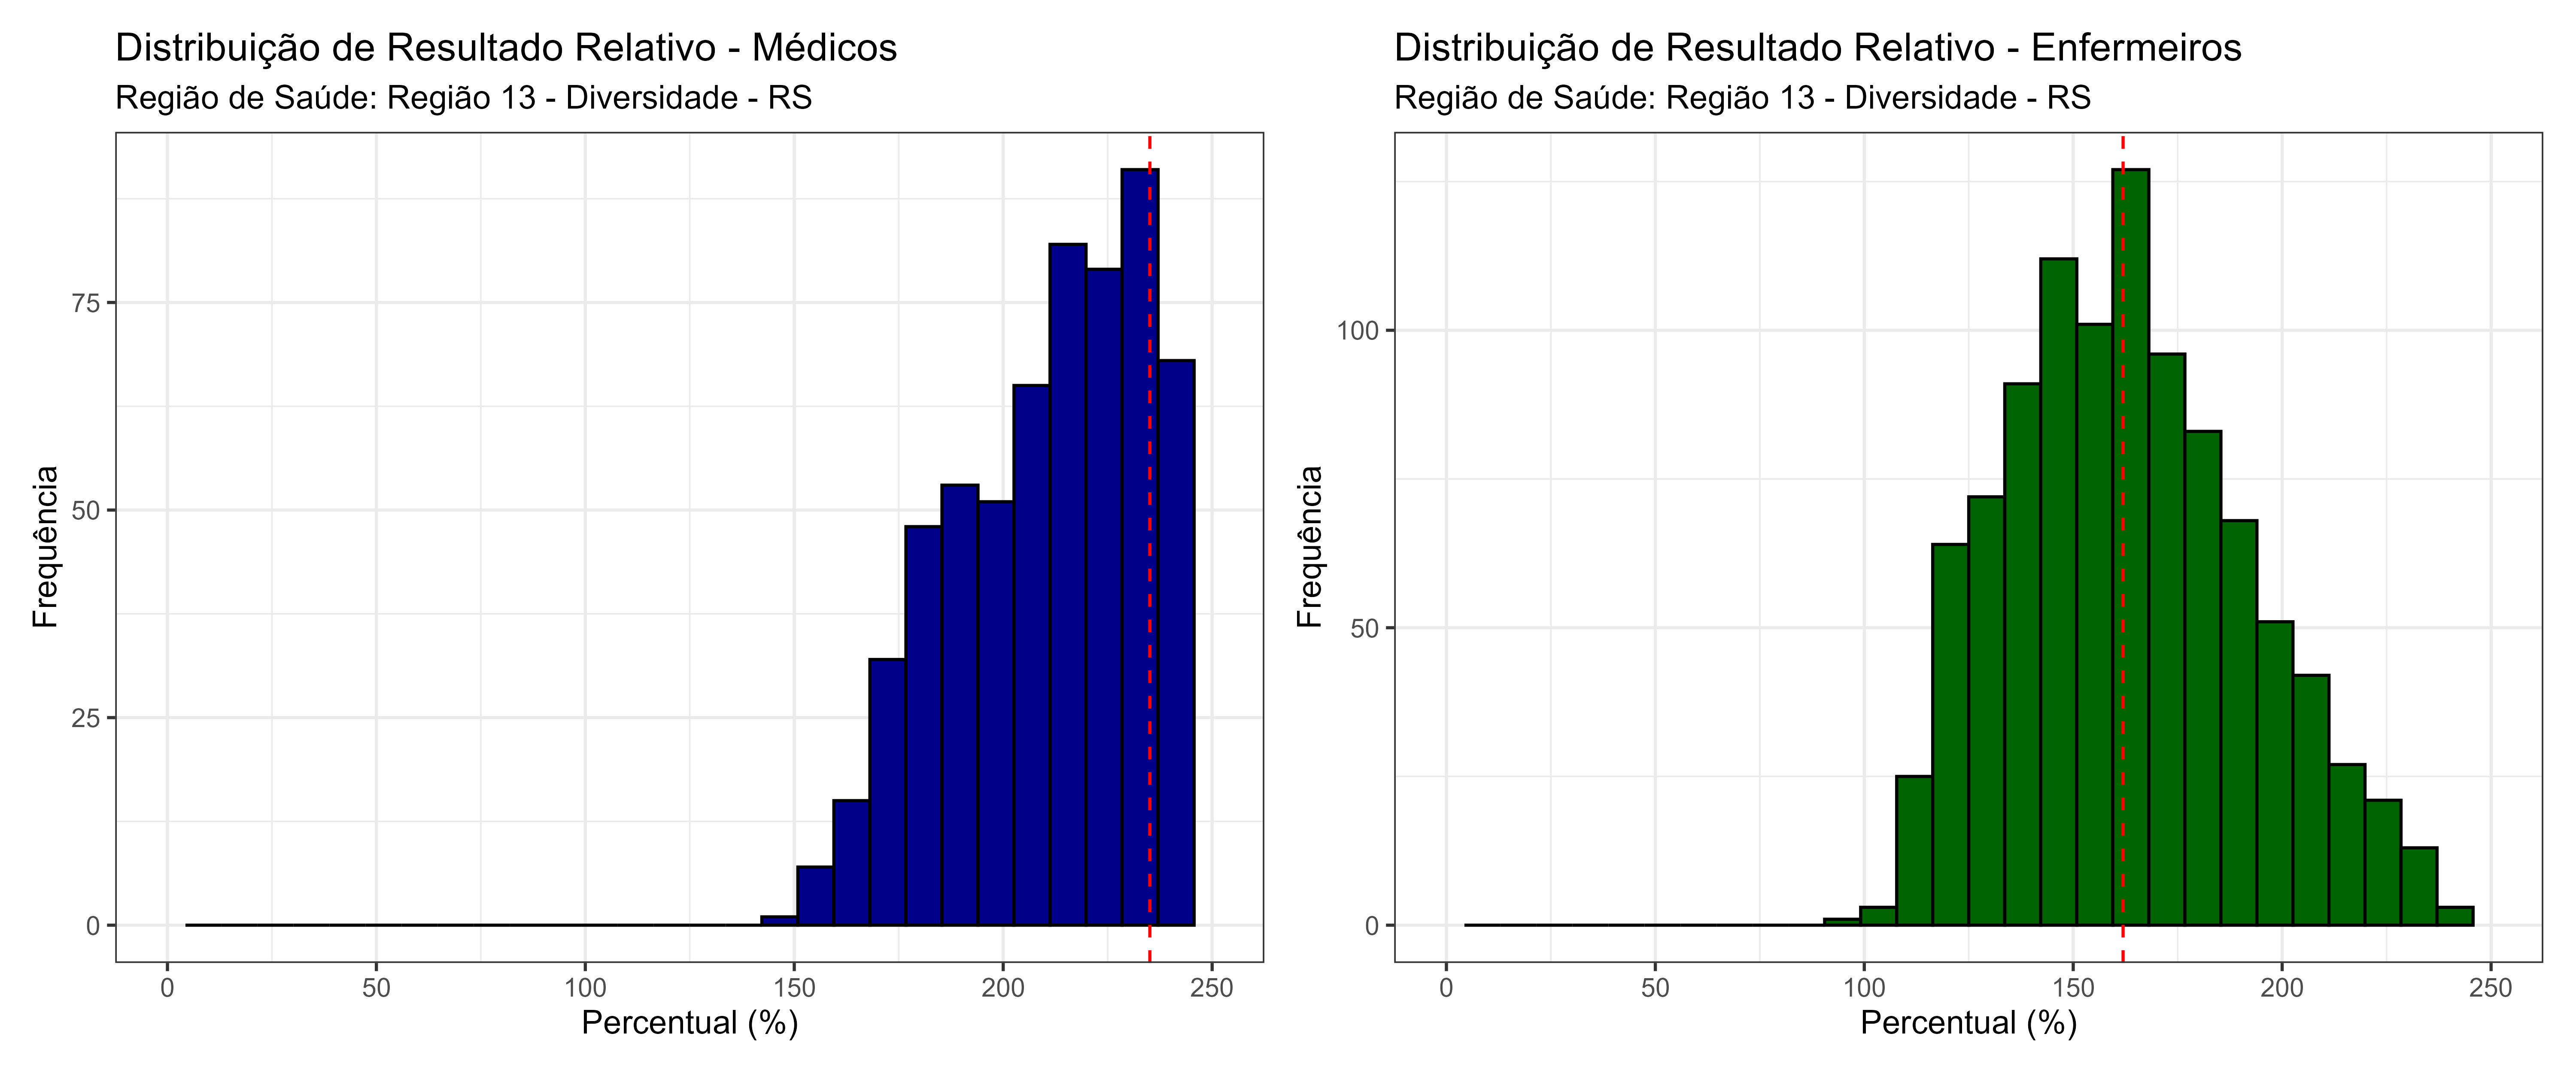 Distribuição de Resultado Relativo - Médicos
Região de Saúde: Região 13 - Diversidade - RS
Frequência
75
50
25
0
0 50 100 150 200 250
Percentual (%)
Distribuição de Resultado Relativo - Enfermeiros
Região de Saúde: Região 13 - Diversidade - RS
Frequência
100
50
0
0 50 100 150 200 250
Percentual (%)